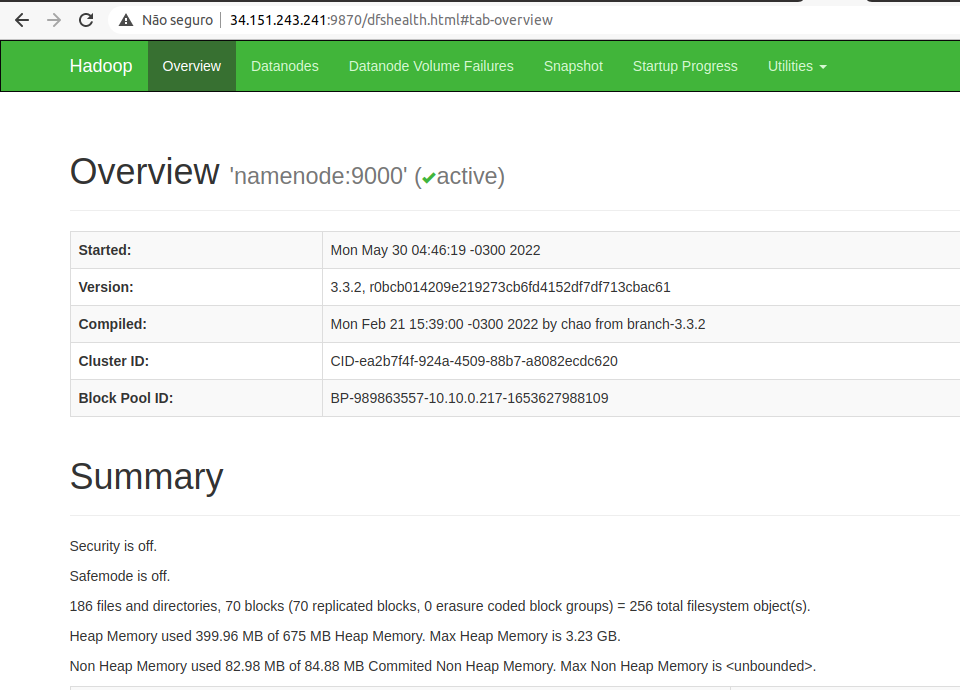 Não seguro | 34.151.243.241:9870/dfshealth.html#tab-overview
Hadoop Overview Datanodes Datanode Volume Failures Snapshot Startup Progress Utilities
Overview 'namenode:9000' (✔active)
Started: Mon May 30 04:46:19 -0300 2022
Version: 3.3.2, r0bcb014209e219273cb6fd4152df7df713cbac61
Compiled: Mon Feb 21 15:39:00 -0300 2022 by chao from branch-3.3.2
Cluster ID: CID-ea2b7f4f-924a-4509-88b7-a8082ecdc620
Block Pool ID: BP-989863557-10.10.0.217-1653627988109
Summary
Security is off.
Safemode is off.
186 files and directories, 70 blocks (70 replicated blocks, 0 erasure coded block groups) = 256 total filesystem object(s).
Heap Memory used 399.96 MB of 675 MB Heap Memory. Max Heap Memory is 3.23 GB.
Non Heap Memory used 82.98 MB of 84.88 MB Commited Non Heap Memory. Max Non Heap Memory is <unbounded>.